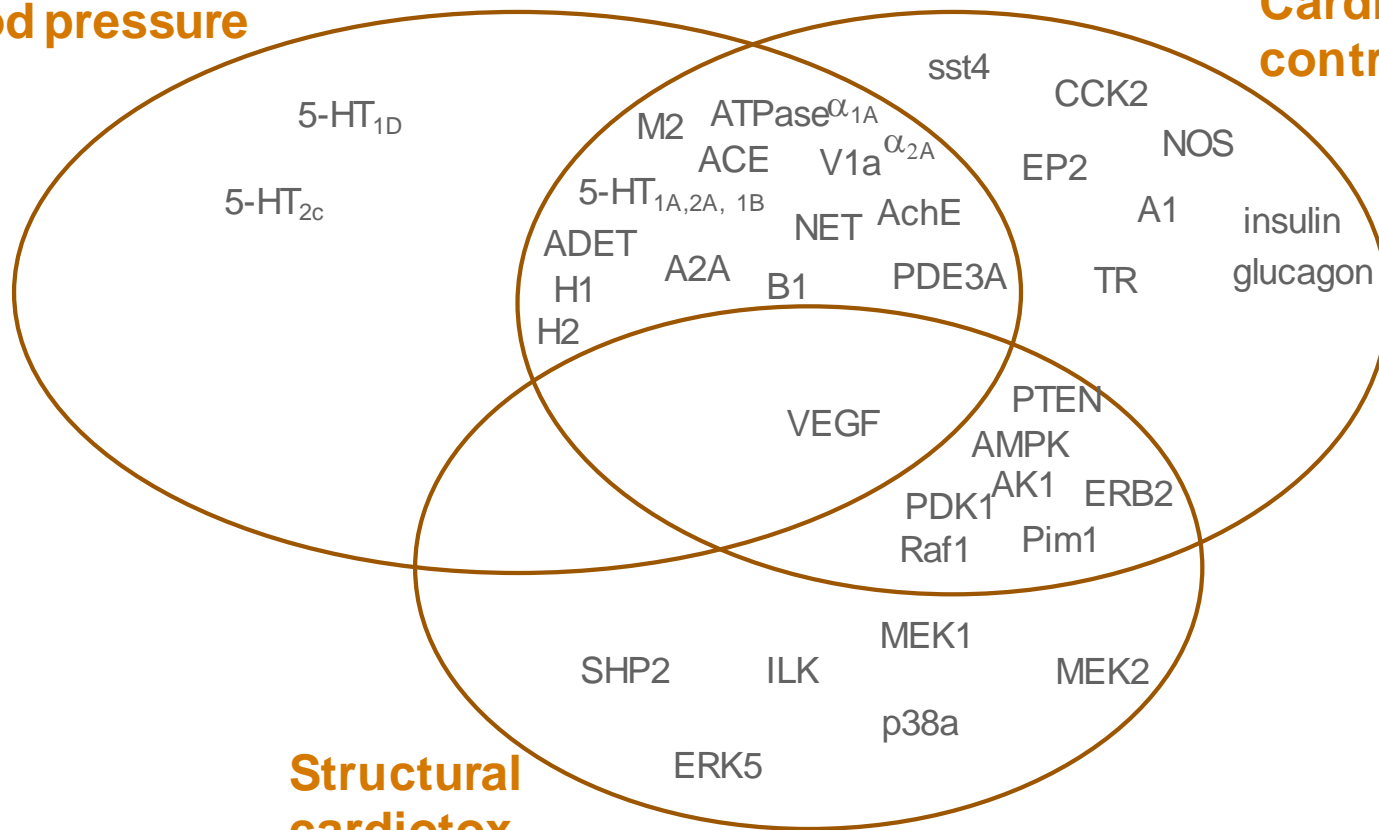 od pressure
Cardi
contr
sst4
CCK2
5-HT1D
M2
ATPase
α1A
NOS
ACE
V1a
α2A
EP2
5-HT2c
5-HT1A,2A, 1B
NET
AchE
A1
insulin
ADET
A2A
B1
PDE3A
TR
glucagon
H1
H2
VEGF
PTEN
AMPK
AK1
ERB2
PDK1
Raf1
Pim1
MEK1
SHP2
ILK
MEK2
p38a
ERK5
Structural
cardiotox